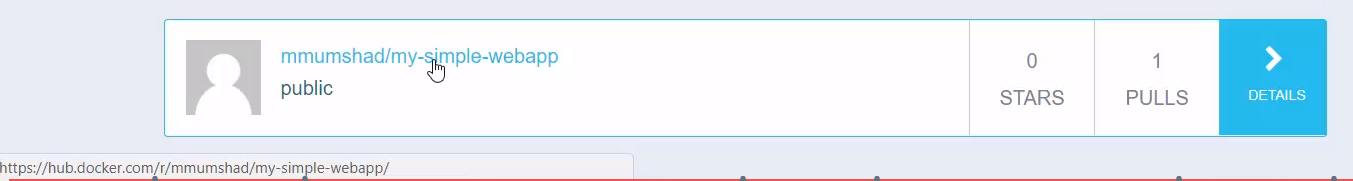 mmumshad/my-simple-webapp
public
0
STARS
1
PULLS
DETAILS
https://hub.docker.com/r/mmumshad/my-simple-webapp/